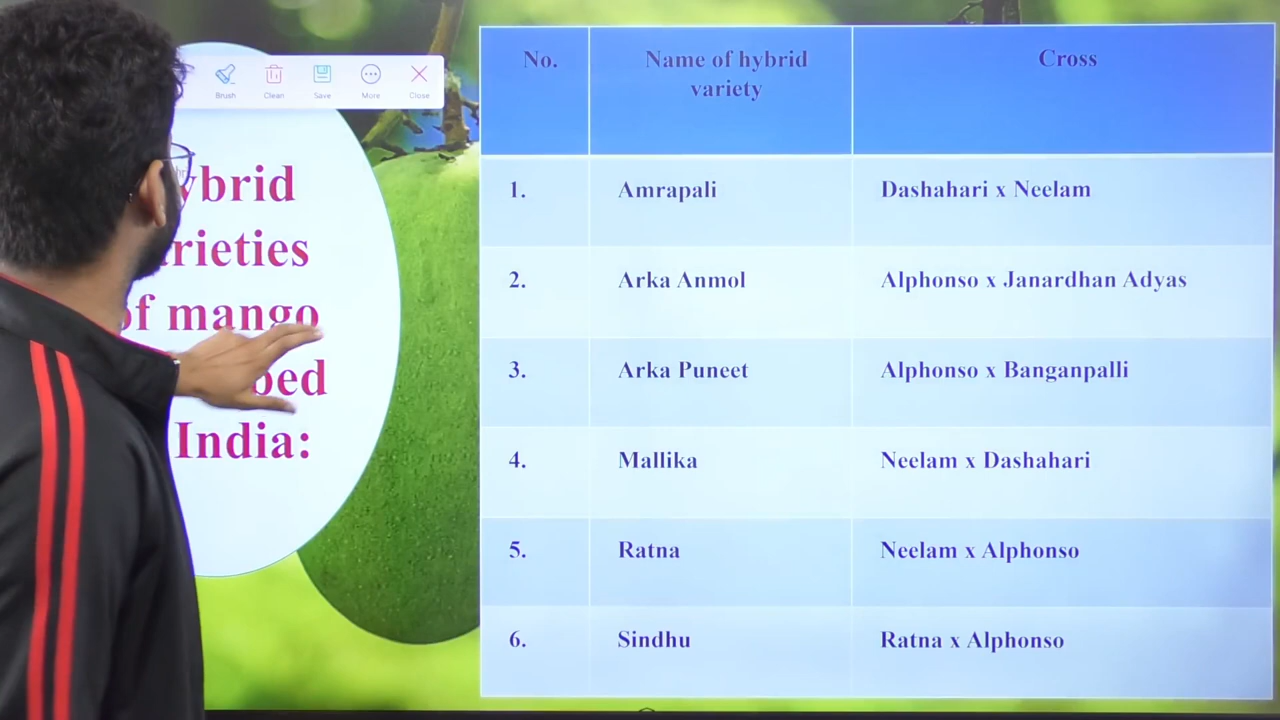 Brush Clean Save More Close
ybrid
rieties
of mango
bed
India:
No. Name of hybrid variety Cross
1. Amrapali Dashahari x Neelam
2. Arka Anmol Alphonso x Janardhan Adyas
3. Arka Puneet Alphonso x Banganpalli
4. Mallika Neelam x Dashahari
5. Ratna Neelam x Alphonso
6. Sindhu Ratna x Alphonso